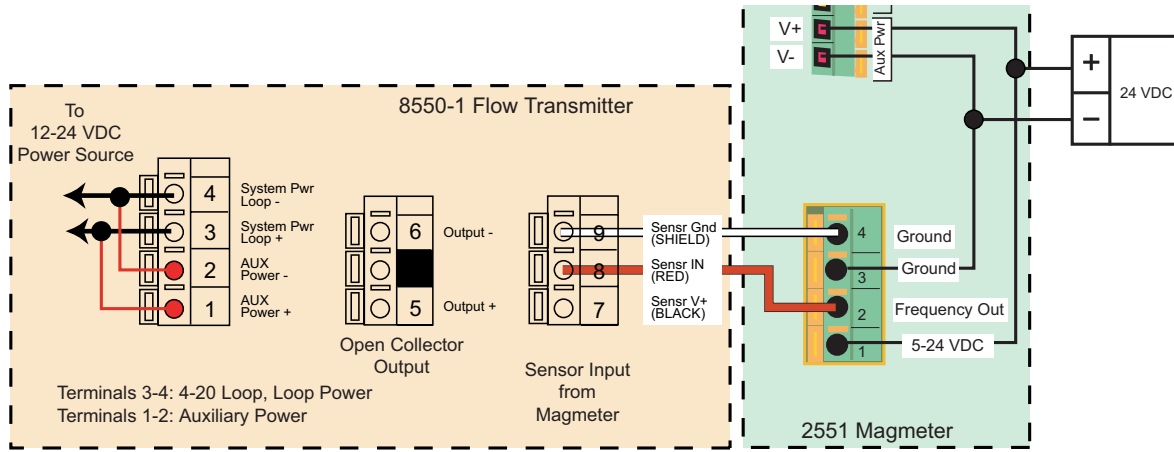 V+
V-
Aux Pwr
+
−
24 VDC
8550-1 Flow Transmitter
To
12-24 VDC
Power Source
4
System Pwr
Loop -
3
System Pwr
Loop +
2
AUX
Power -
1
AUX
Power +
6
Output -
5
Output +
Open Collector
Output
9
Sensr Gnd
(SHIELD)
8
Sensr IN
(RED)
7
Sensr V+
(BLACK)
Sensor Input
from
Magmeter
4
Ground
3
Ground
2
Frequency Out
1
5-24 VDC
Terminals 3-4: 4-20 Loop, Loop Power
Terminals 1-2: Auxiliary Power
2551 Magmeter